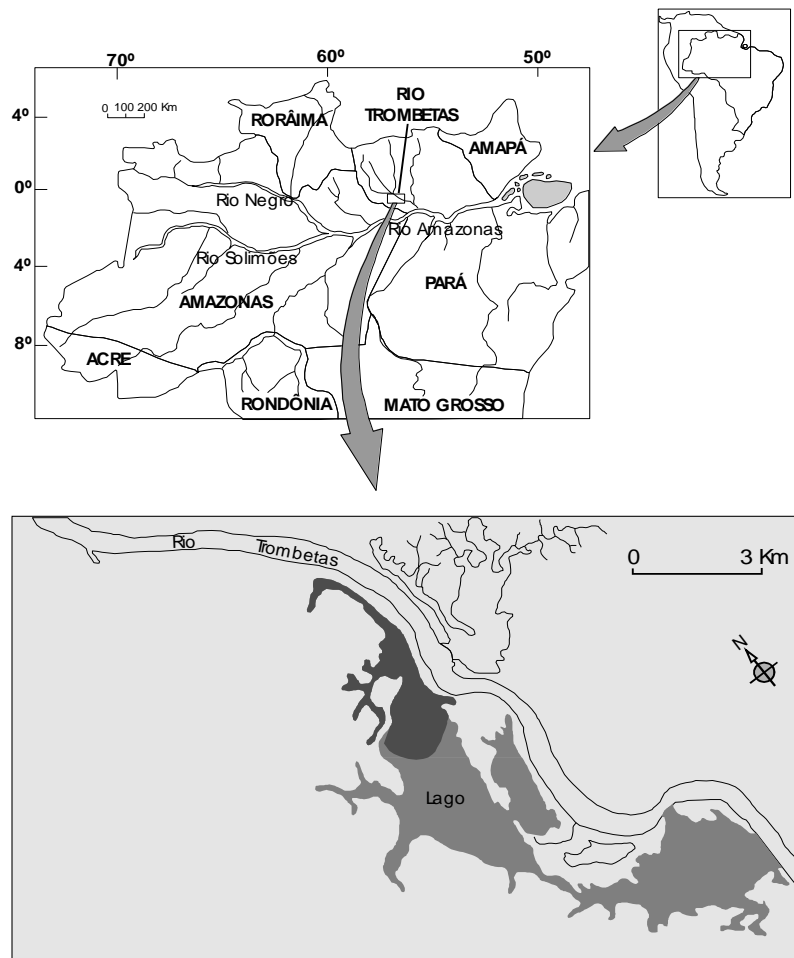 70º 60º 50º
4º
0 100 200 Km
RORÂIMA
RIO
TROMBETAS
AMAPÁ
0º
Rio Negro
Rio Amazonas
Rio Solimões
4º
AMAZONAS
PARÁ
8º
ACRE
RONDÔNIA
MATO GROSSO
Rio Trombetas
0 3 Km
N
Lago